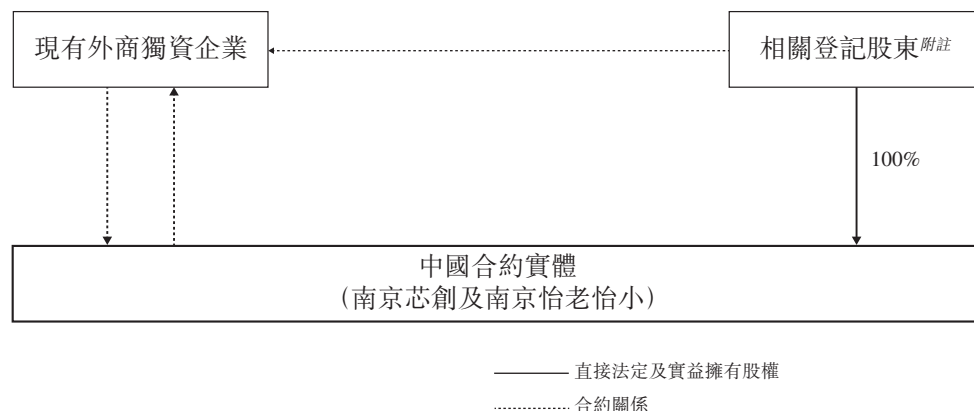 現有外商獨資企業
相關登記股東附註
100%
中國合約實體
(南京芯創及南京怡老怡小)
直接法定及實益擁有股權
合約關係